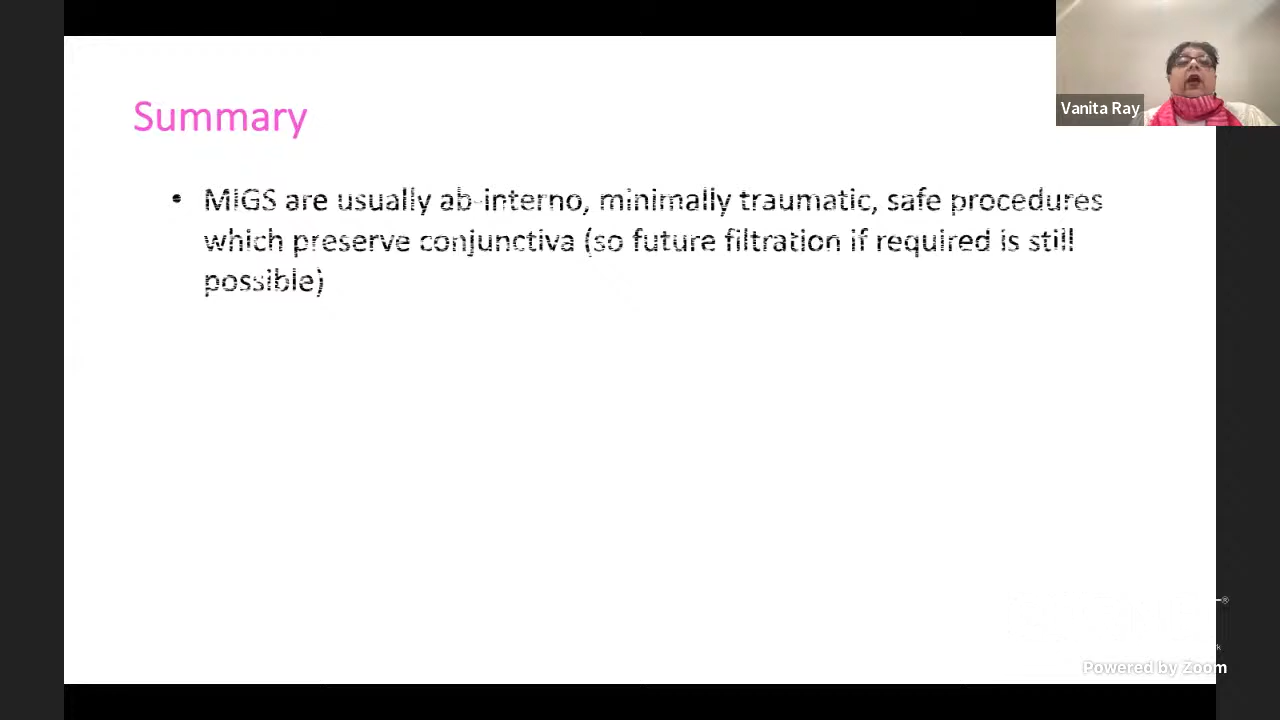 Vanita Ray
Summary
• MIGS are usually ab-interno, minimally traumatic, safe procedures
which preserve conjunctiva (so future filtration if required is still
possible)
Powered by Zoom